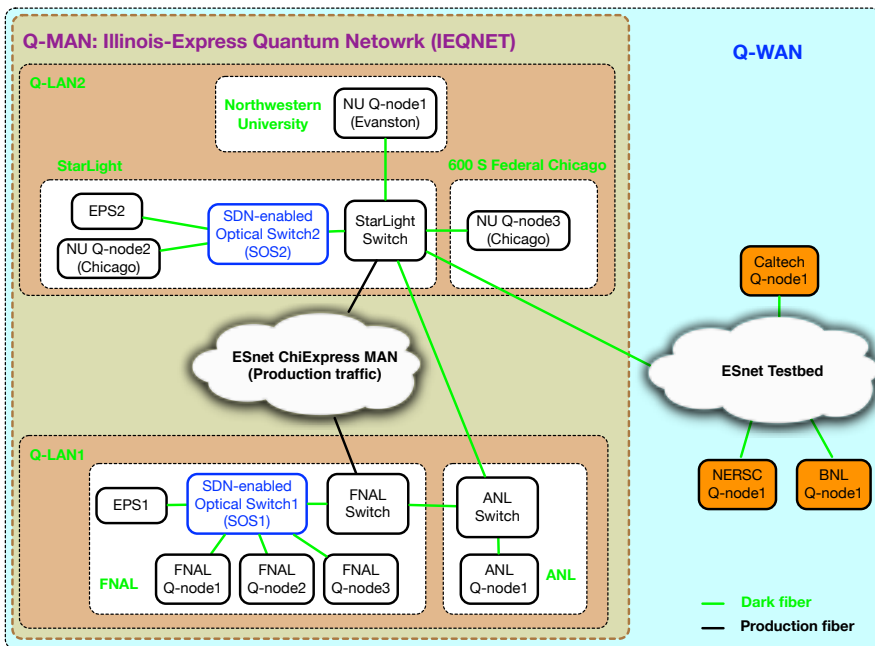 Q-MAN: Illinois-Express Quantum Netowrk (IEQNET)
Q-WAN
Q-LAN2
Northwestern
University
NU Q-node1
(Evanston)
StarLight
600 S Federal Chicago
EPS2
NU Q-node2
(Chicago)
SDN-enabled
Optical Switch2
(SOS2)
StarLight
Switch
NU Q-node3
(Chicago)
Caltech
Q-node1
ESnet ChiExpress MAN
(Production traffic)
ESnet Testbed
NERSC
Q-node1
BNL
Q-node1
Q-LAN1
EPS1
SDN-enabled
Optical Switch1
(SOS1)
FNAL
Switch
ANL
Switch
FNAL
FNAL
Q-node1
FNAL
Q-node2
FNAL
Q-node3
ANL
Q-node1
ANL
Dark fiber
Production fiber